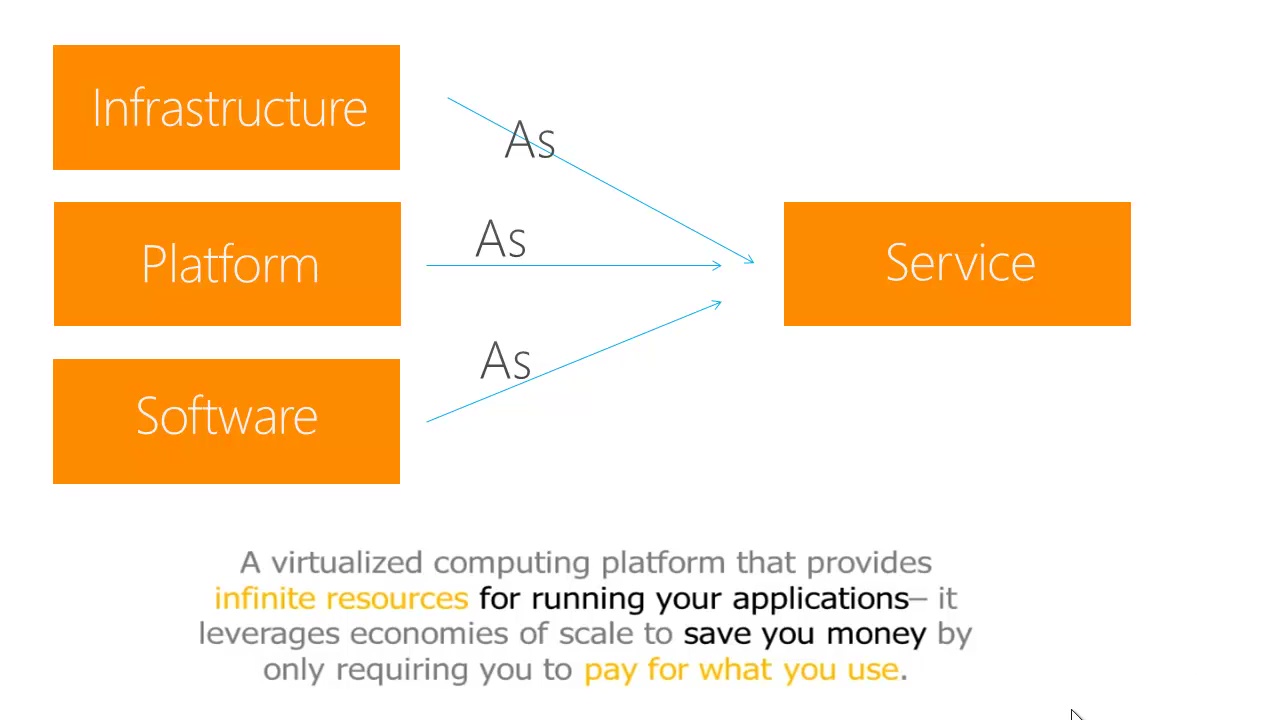 Infrastructure
As
Platform
As
Service
As
Software
A virtualized computing platform that provides
infinite resources for running your applications– it
leverages economies of scale to save you money by
only requiring you to pay for what you use.